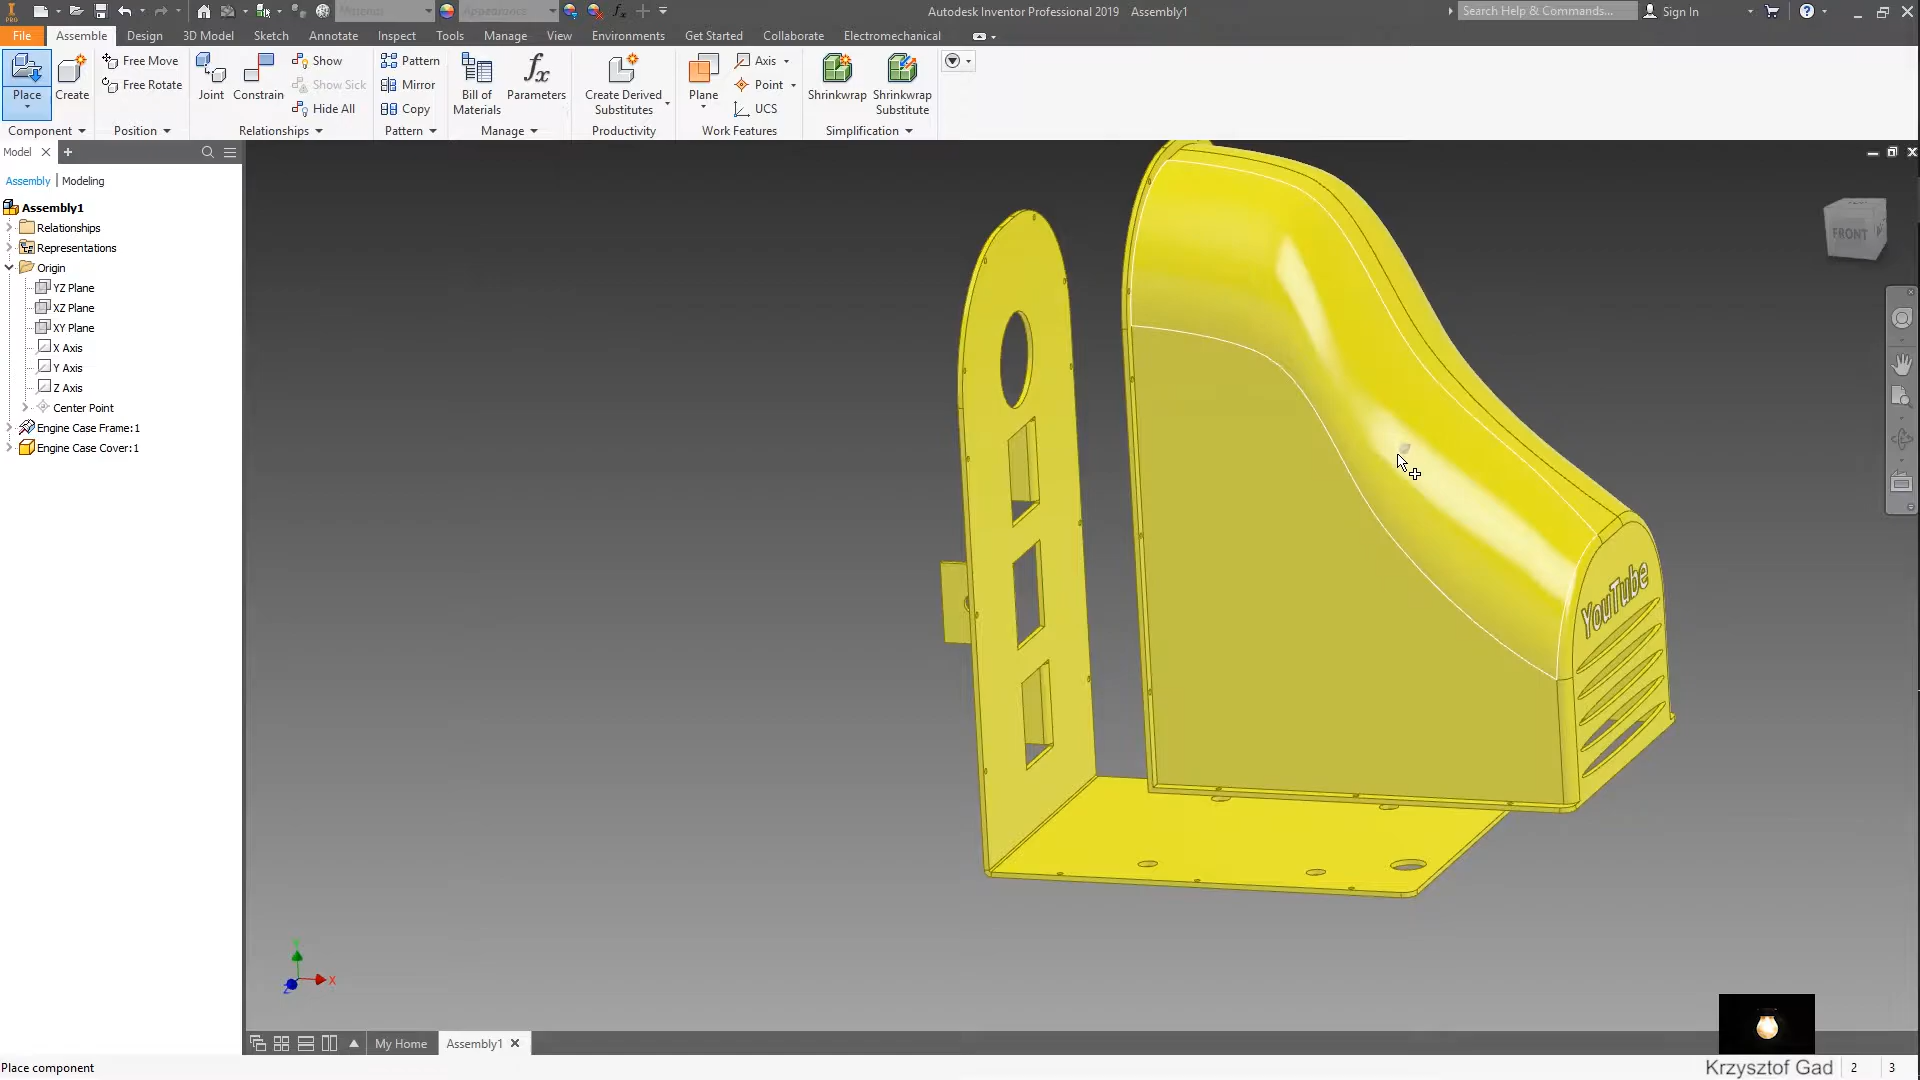 Autodesk Inventor Professional 2019 Assembly1
Search Help & Commands...
Sign In
File Assemble Design 3D Model Sketch Annotate Inspect Tools Manage View Environments Get Started Collaborate Electromechanical
Place
Create
Free Move
Free Rotate
Joint
Constrain
Show
Show Sick
Hide All
Pattern
Mirror
Copy
Bill of Materials
Parameters
Create Derived Substitutes
Plane
Axis
Point
UCS
Shrinkwrap
Shrinkwrap Substitute
Component Position Relationships Pattern Manage Productivity Work Features Simplification
Model
Assembly | Modeling
Assembly1
Relationships
Representations
Origin
YZ Plane
XZ Plane
XY Plane
X Axis
Y Axis
Z Axis
Center Point
Engine Case Frame:1
Engine Case Cover:1
FRONT
YouTube
X
My Home
Assembly1
Place component
Krzysztof Gad
2 3